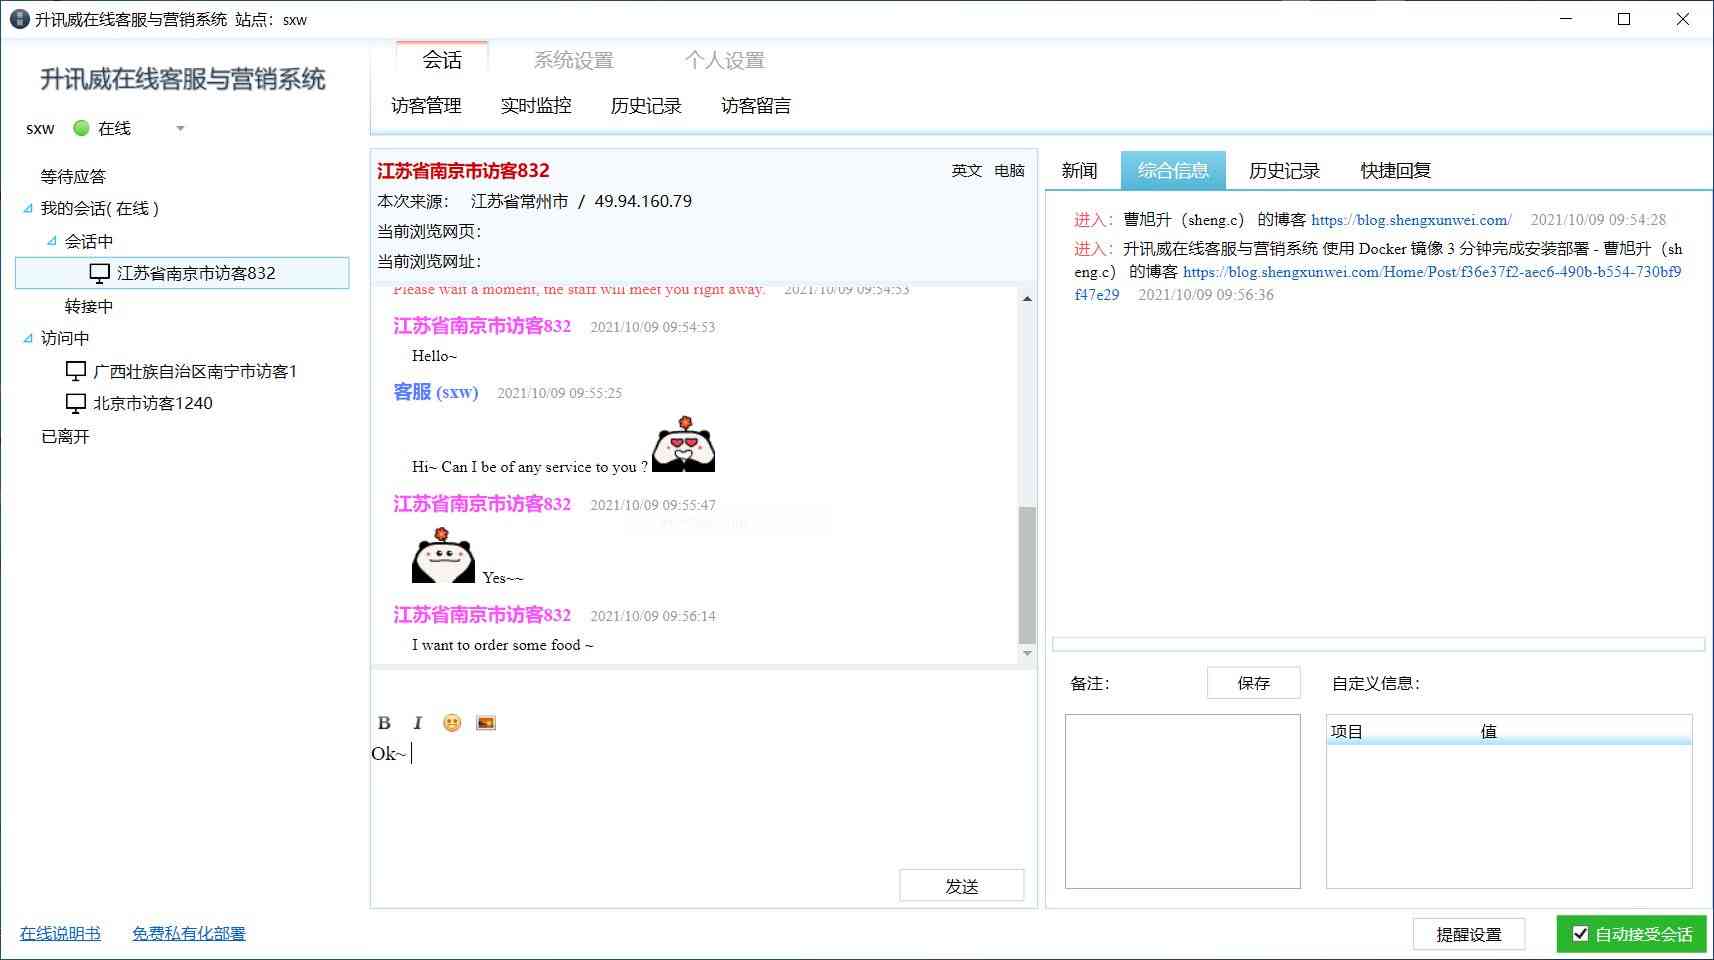 升讯威在线客服与营销系统 站点：sxw
升讯威在线客服与营销系统
sxw 在线
等待应答
我的会话( 在线 )
会话中
江苏省南京市访客832
转接中
访问中
广西壮族自治区南宁市访客1
北京市访客1240
已离开
会话 系统设置 个人设置
访客管理 实时监控 历史记录 访客留言
江苏省南京市访客832 英文 电脑
本次来源： 江苏省常州市 / 49.94.160.79
当前浏览网页：
当前浏览网址：
Please wait a moment, the staff will meet you right away. 2021/10/09 09:54:53
江苏省南京市访客832 2021/10/09 09:54:53
Hello~
客服 (sxw) 2021/10/09 09:55:25
Hi~ Can I be of any service to you ?
江苏省南京市访客832 2021/10/09 09:55:47
Yes~~
江苏省南京市访客832 2021/10/09 09:56:14
I want to order some food ~
B I
Ok~
发送
新闻 综合信息 历史记录 快捷回复
进入：曹旭升（sheng.c） 的博客 https://blog.shengxunwei.com/ 2021/10/09 09:54:28
进入：升讯威在线客服与营销系统 使用 Docker 镜像 3 分钟完成安装部署 - 曹旭升（sh
eng.c） 的博客 https://blog.shengxunwei.com/Home/Post/f36e37f2-aec6-490b-b554-730bf9
f47e29 2021/10/09 09:56:36
备注： 保存 自定义信息：
项目 值
在线说明书 免费私有化部署
提醒设置 自动接受会话